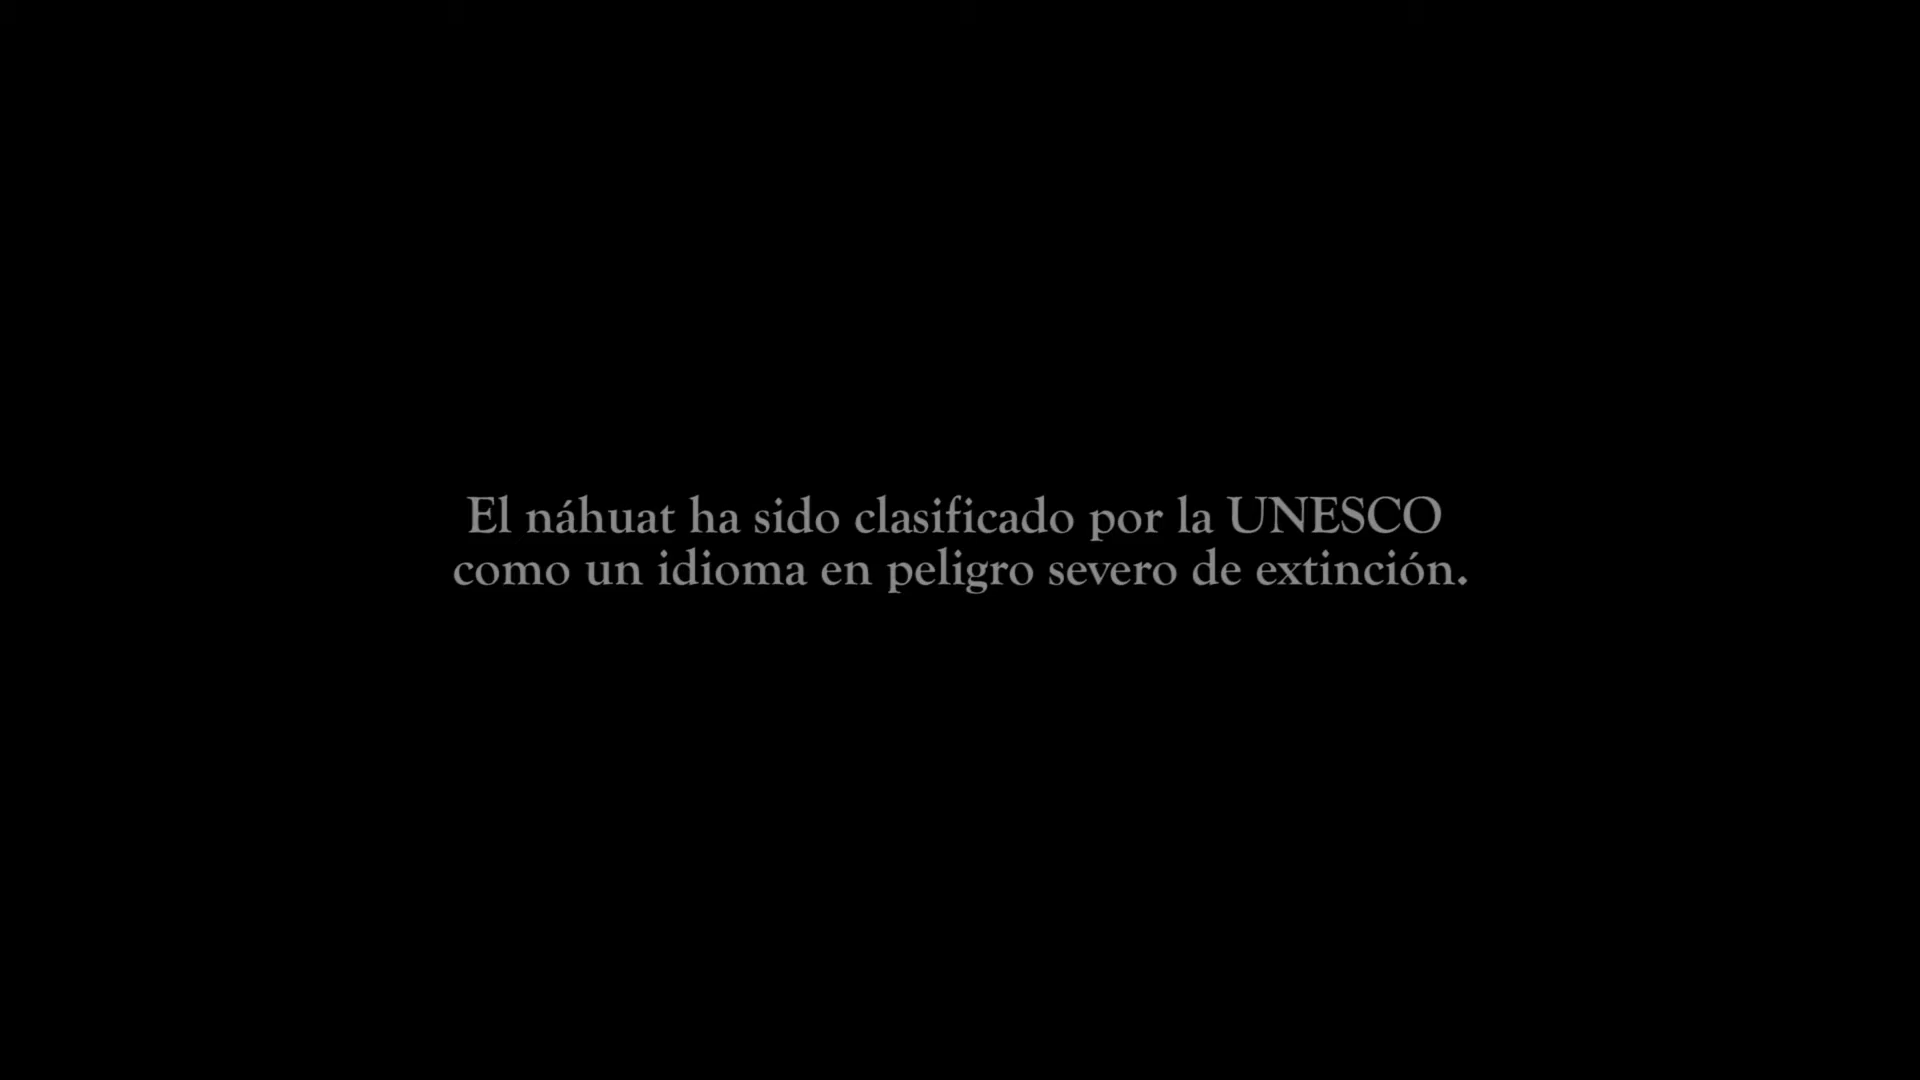 El náhuat ha sido clasificado por la UNESCO
como un idioma en peligro severo de extinción.